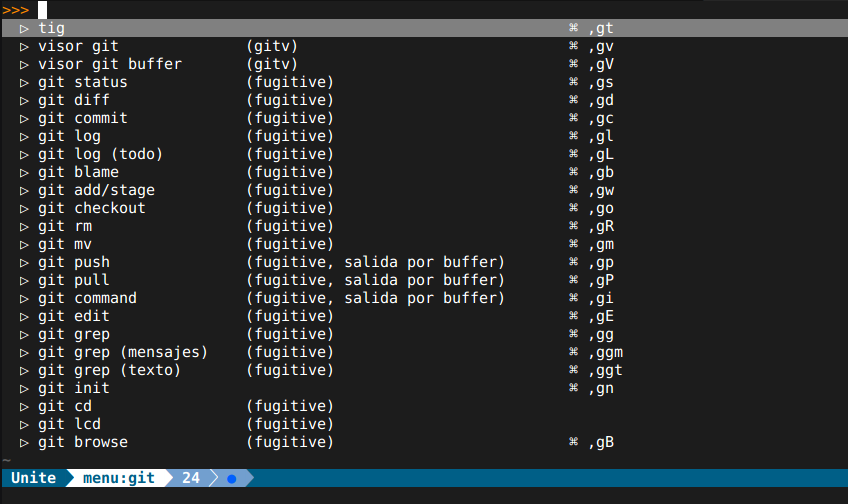 >>>
▷ tig ⌘ ,gt
▷ visor git (gitv) ⌘ ,gv
▷ visor git buffer (gitv) ⌘ ,gV
▷ git status (fugitive) ⌘ ,gs
▷ git diff (fugitive) ⌘ ,gd
▷ git commit (fugitive) ⌘ ,gc
▷ git log (fugitive) ⌘ ,gl
▷ git log (todo) (fugitive) ⌘ ,gL
▷ git blame (fugitive) ⌘ ,gb
▷ git add/stage (fugitive) ⌘ ,gw
▷ git checkout (fugitive) ⌘ ,go
▷ git rm (fugitive) ⌘ ,gR
▷ git mv (fugitive) ⌘ ,gm
▷ git push (fugitive, salida por buffer) ⌘ ,gp
▷ git pull (fugitive, salida por buffer) ⌘ ,gP
▷ git command (fugitive, salida por buffer) ⌘ ,gi
▷ git edit (fugitive) ⌘ ,gE
▷ git grep (fugitive) ⌘ ,gg
▷ git grep (mensajes) (fugitive) ⌘ ,ggm
▷ git grep (texto) (fugitive) ⌘ ,ggt
▷ git init ⌘ ,gn
▷ git cd (fugitive)
▷ git lcd (fugitive)
▷ git browse (fugitive) ⌘ ,gB
~
Unite menu:git 24 ●